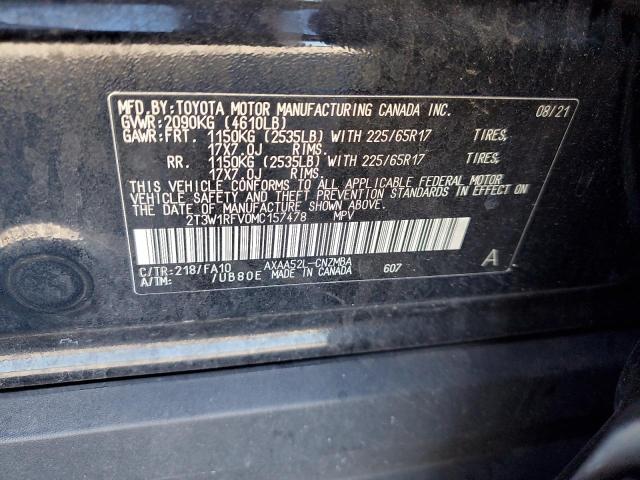 MFD.BY:TOYOTA MOTOR MANUFACTURING CANADA INC. 08/21
GVWR:2090KG (4610LB)
GAWR:FRT. 1150KG (2535LB) WITH 225/65R17 TIRES,
17X7.0J RIMS.
RR. 1150KG (2535LB) WITH 225/65R17 TIRES,
17X7.0J RIMS.
THIS VEHICLE CONFORMS TO ALL APPLICABLE FEDERAL MOTOR
VEHICLE SAFETY AND THEFT PREVENTION STANDARDS IN EFFECT ON
THE DATE OF MANUFACTURE SHOWN ABOVE.
2T3W1RFV0MC157478 MPV
C/TR:218/FA10 AXAA52L-CNZMBA 607 A
A/TM: 7UB80E MADE IN CANADA